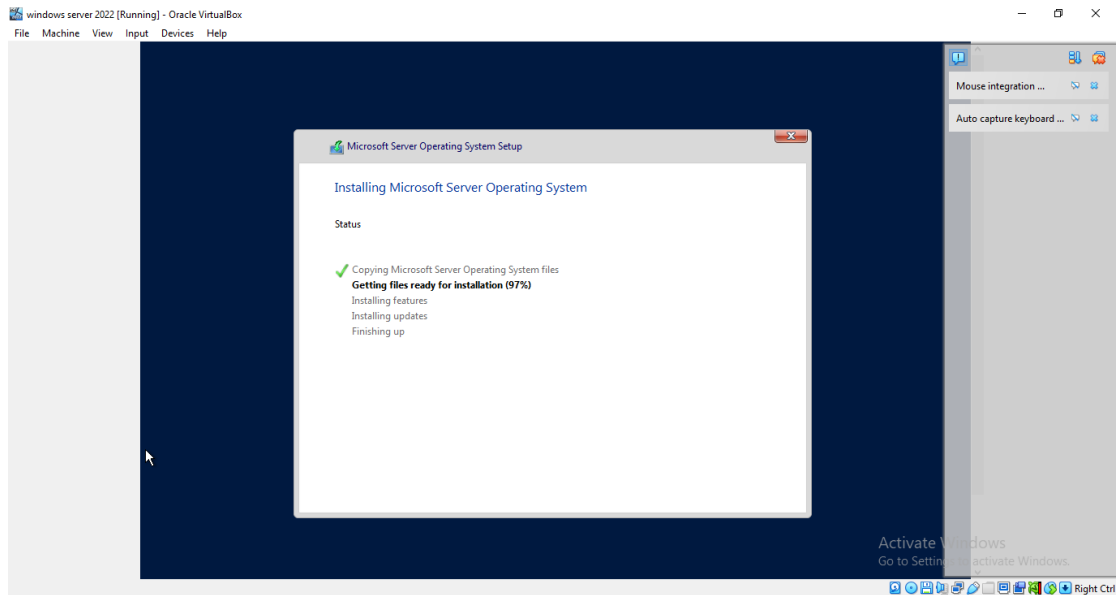 windows server 2022 [Running] - Oracle VirtualBox
File Machine View Input Devices Help
Mouse integration ...
Auto capture keyboard ...
Microsoft Server Operating System Setup
Installing Microsoft Server Operating System
Status
Copying Microsoft Server Operating System files
Getting files ready for installation (97%)
Installing features
Installing updates
Finishing up
Activate Windows
Go to Settin activate Windows.
Right Ctrl